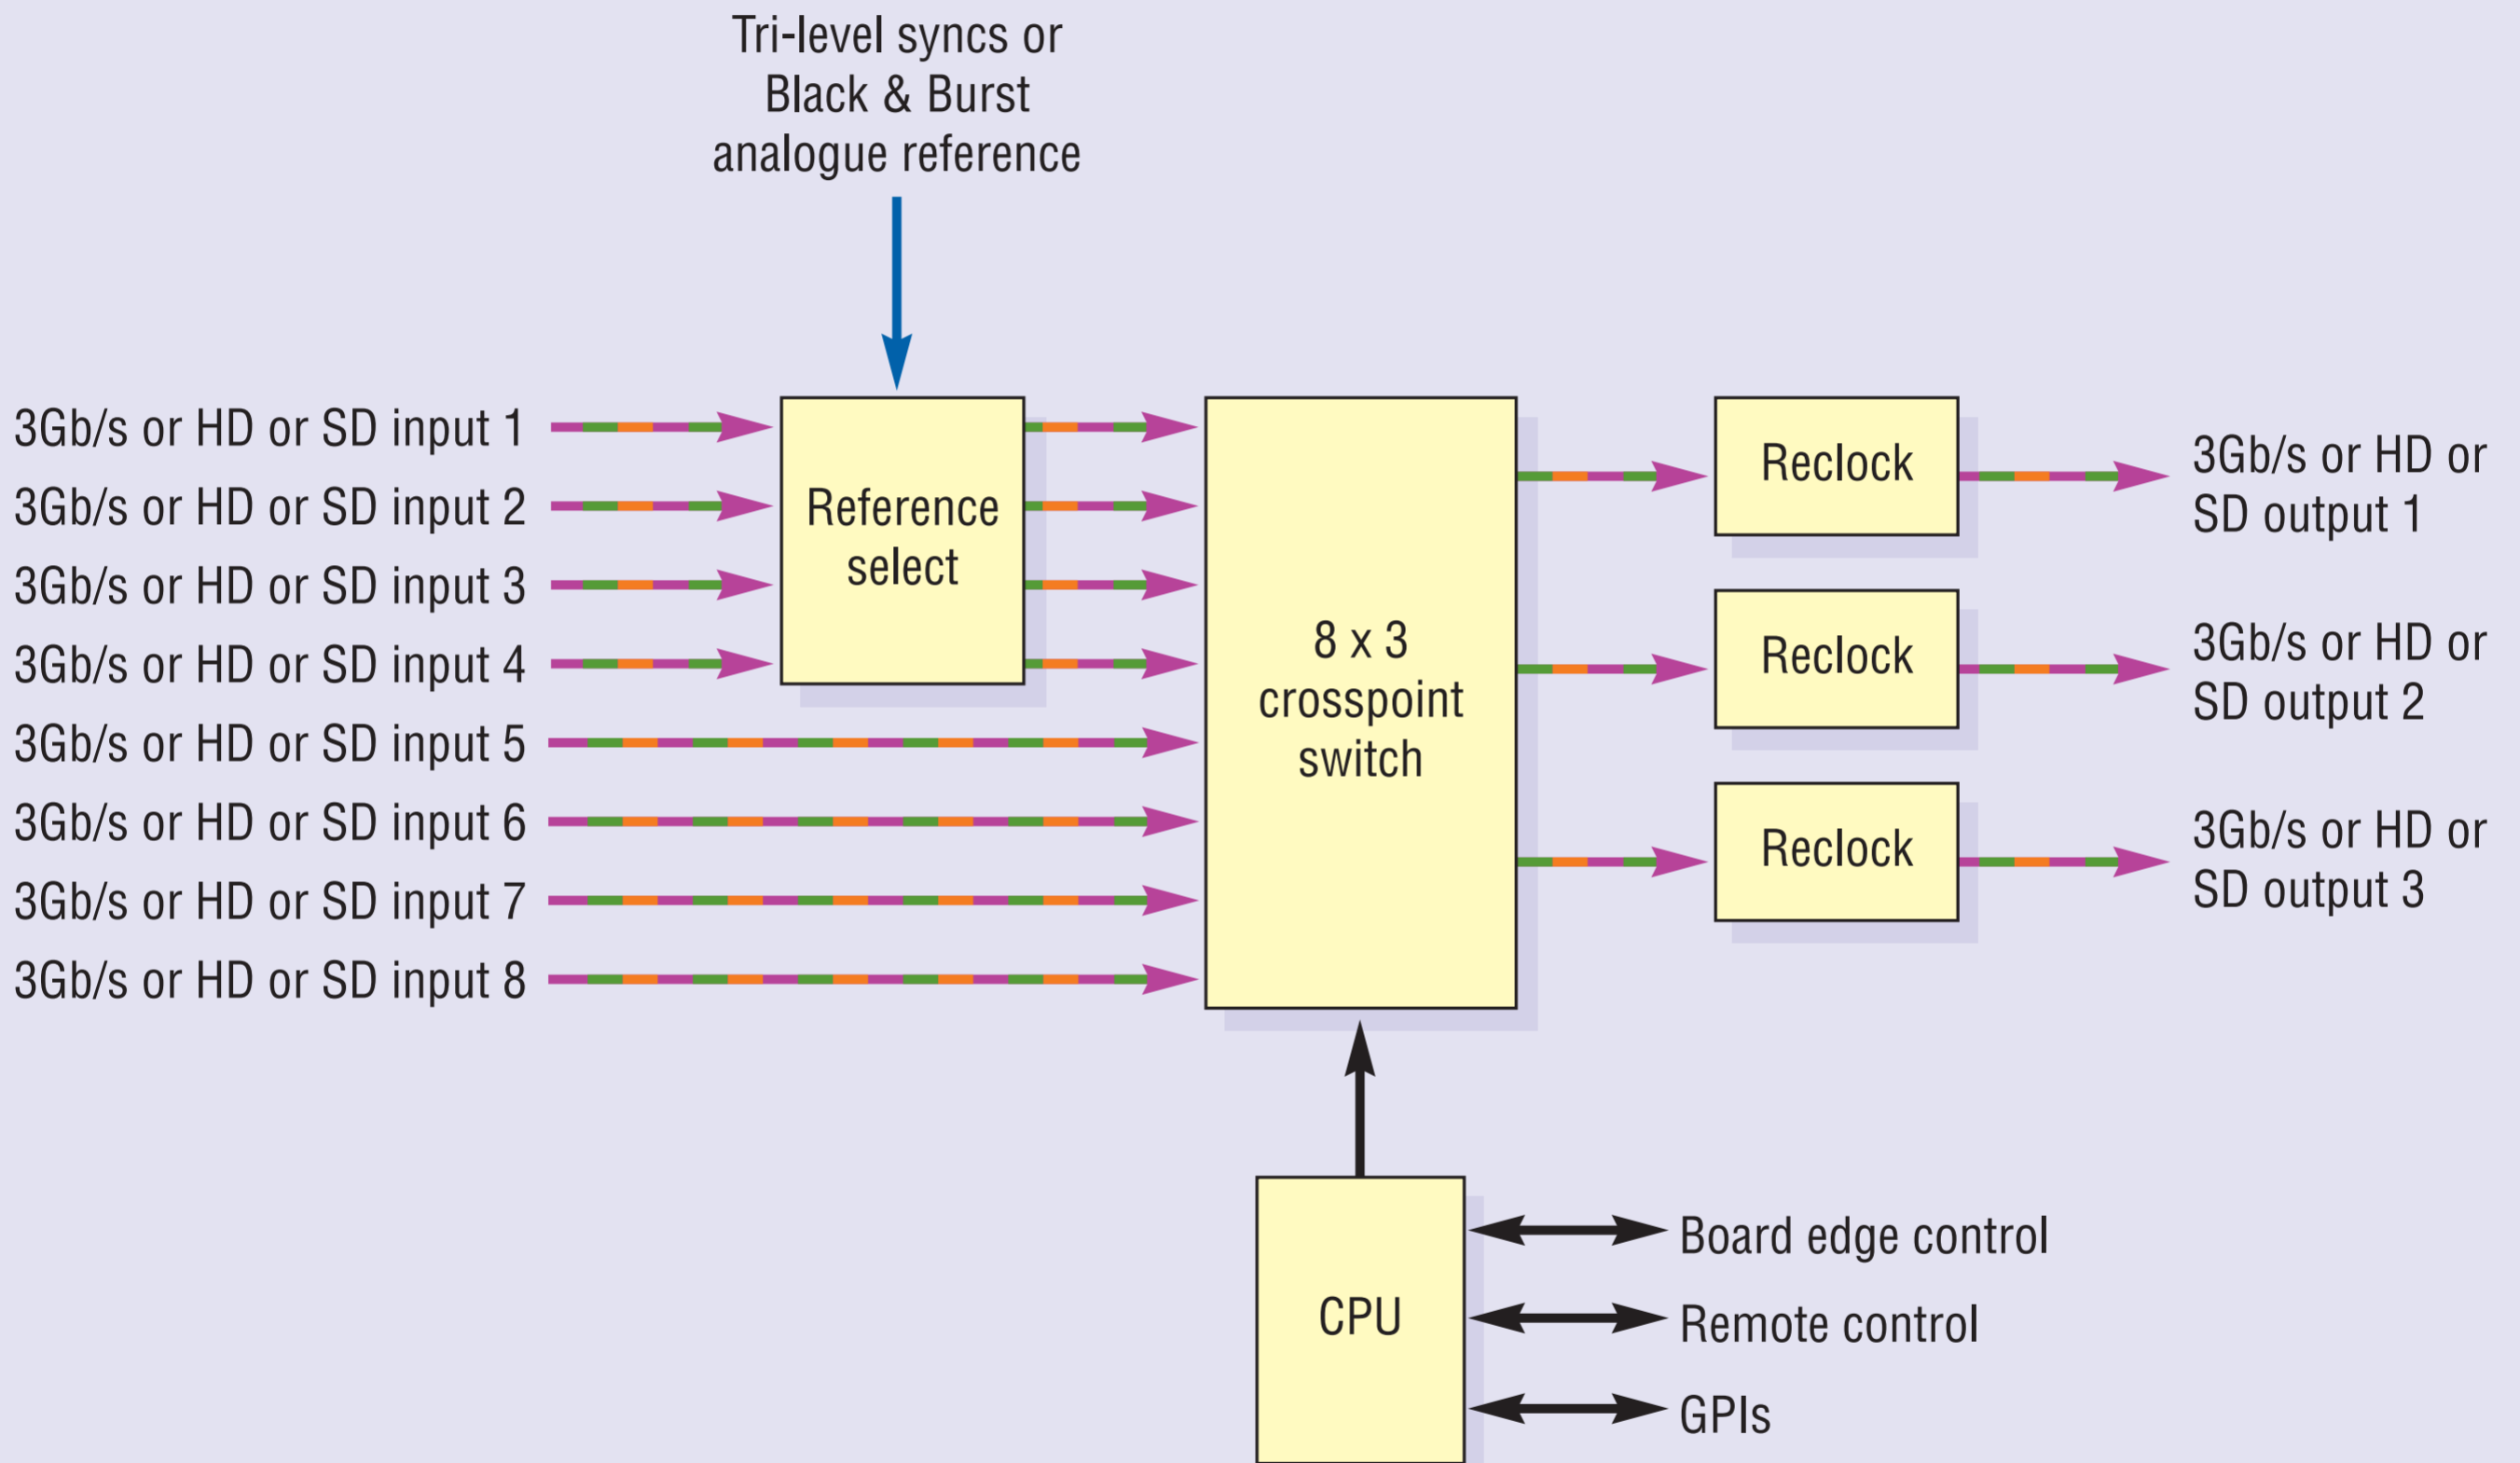 Tri-level syncs or
Black & Burst
analogue reference
3Gb/s or HD or SD input 1
3Gb/s or HD or SD input 2
3Gb/s or HD or SD input 3
3Gb/s or HD or SD input 4
3Gb/s or HD or SD input 5
3Gb/s or HD or SD input 6
3Gb/s or HD or SD input 7
3Gb/s or HD or SD input 8
Reference
select
8 x 3
crosspoint
switch
Reclock
3Gb/s or HD or
SD output 1
Reclock
3Gb/s or HD or
SD output 2
Reclock
3Gb/s or HD or
SD output 3
CPU
Board edge control
Remote control
GPIs